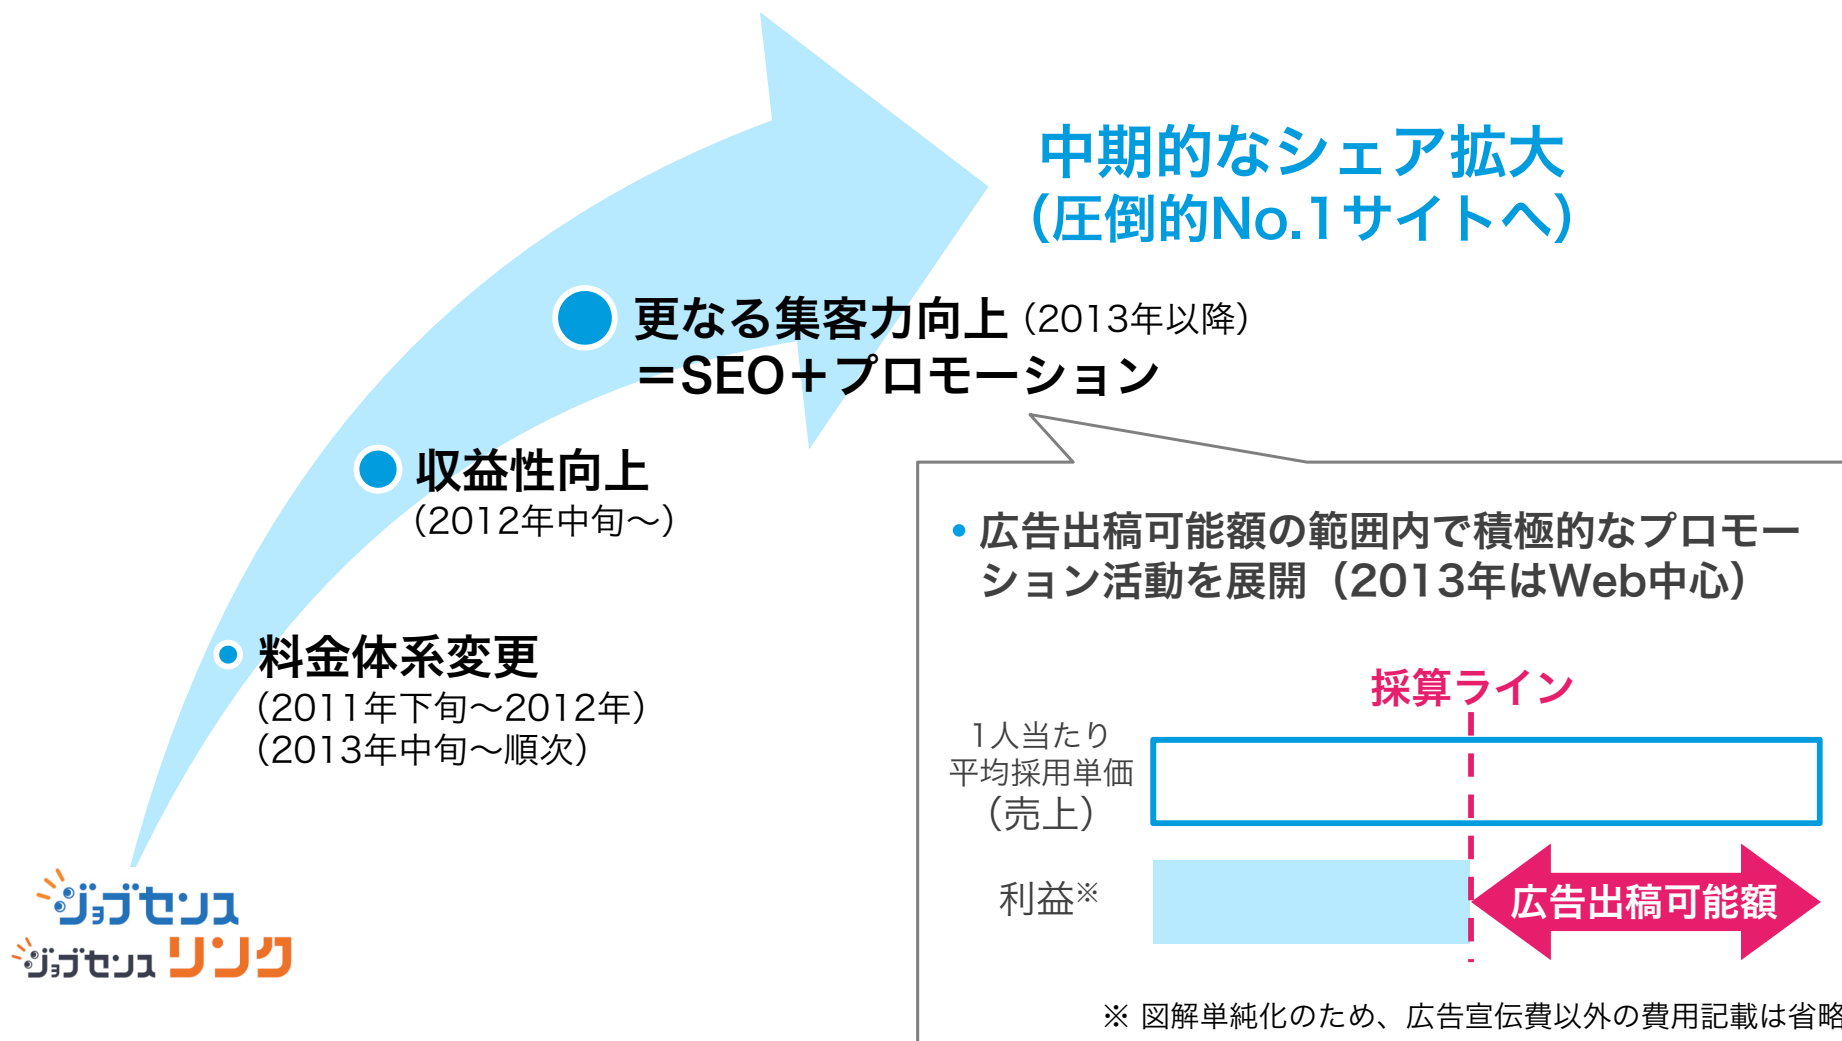 中期的なシェア拡大
（圧倒的No.1サイトへ）
更なる集客力向上（2013年以降）
＝SEO＋プロモーション
収益性向上
（2012年中旬〜）
料金体系変更
（2011年下旬〜2012年）
（2013年中旬〜順次）
ジョブセンス
ジョブセンス リンク
• 広告出稿可能額の範囲内で積極的なプロモー
ション活動を展開（2013年はWeb中心）
採算ライン
1人当たり
平均採用単価
（売上）
利益※
広告出稿可能額
※ 図解単純化のため、広告宣伝費以外の費用記載は省略